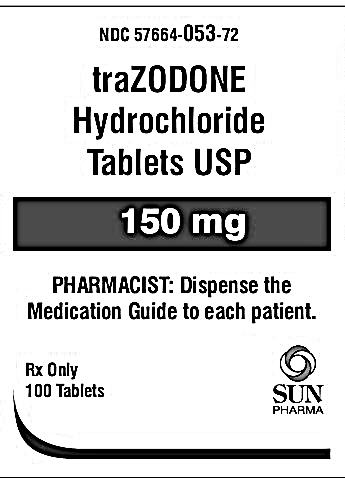 NDC 57664-053-72
traZODONE
Hydrochloride
Tablets USP
150 mg
PHARMACIST: Dispense the
Medication Guide to each patient.
Rx Only
100 Tablets
SUN
PHARMA